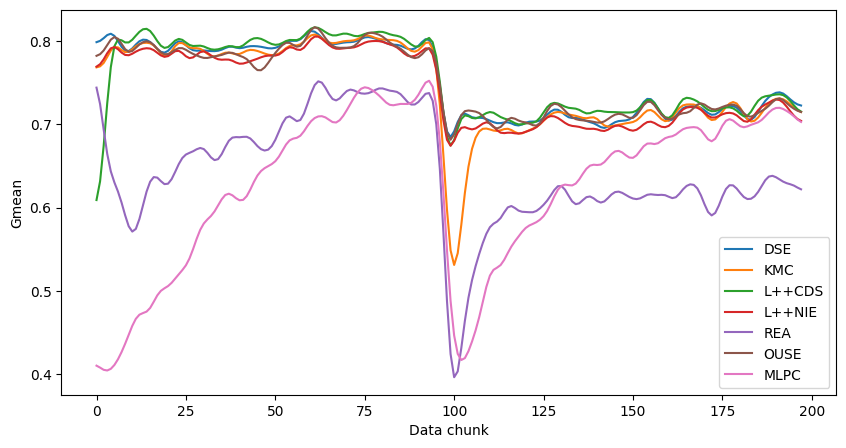 0.8
0.7
0.6
0.5
0.4
Gmean
0 25 50 75 100 125 150 175 200
Data chunk
DSE
KMC
L++CDS
L++NIE
REA
OUSE
MLPC